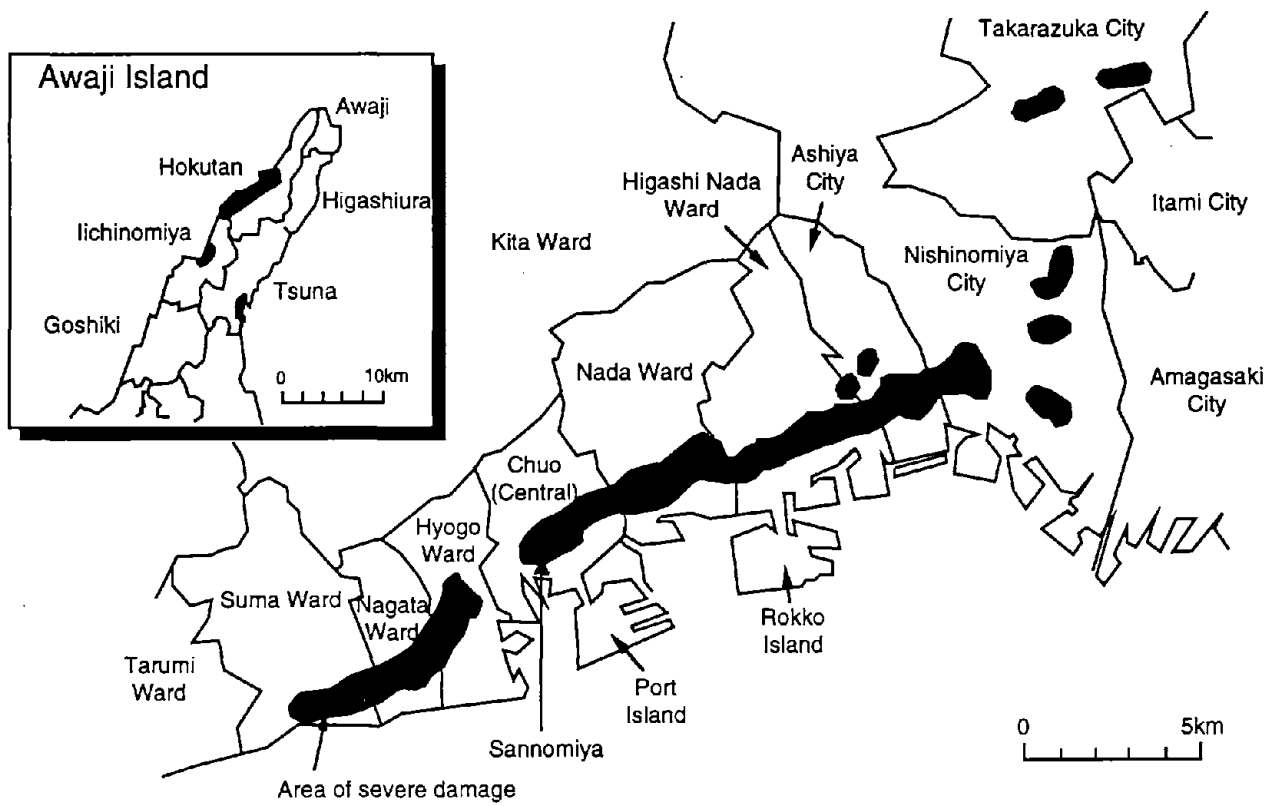 Takarazuka City
Awaji Island
Awaji
Hokutan
Higashiura
Iichinomiya
Tsuna
Goshiki
0 10km
Ashiya
City
Higashi Nada
Ward
Itami City
Kita Ward
Nishinomiya
City
Nada Ward
Amagasaki
City
Chuo
(Central)
Hyogo
Ward
Suma Ward
Nagata
Ward
Rokko
Island
Tarumi
Ward
Port
Island
Sannomiya
0 5km
Area of severe damage